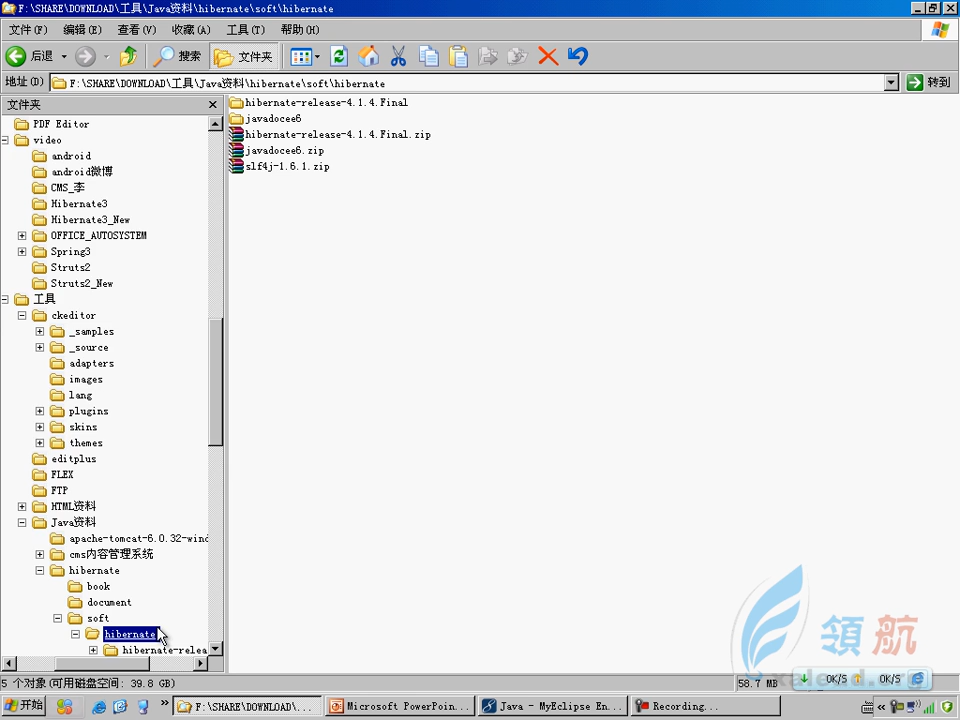 F:\SHARE\DOWNLOAD\工具\Java资料\hibernate\soft\hibernate
文件(F) 编辑(E) 查看(V) 收藏(A) 工具(T) 帮助(H)
后退 搜索 文件夹
地址(D) F:\SHARE\DOWNLOAD\工具\Java资料\hibernate\soft\hibernate 转到
文件夹
PDF Editor
video
android
android微博
CMS_李
Hibernate3
Hibernate3_New
OFFICE_AUTOSYSTEM
Spring3
Struts2
Struts2_New
工具
ckeditor
_samples
_source
adapters
images
lang
plugins
skins
themes
editplus
FLEX
FTP
HTML资料
Java资料
apache-tomcat-6.0.32-wind
cms内容管理系统
hibernate
book
document
soft
hibernate
hibernate-relea
hibernate-release-4.1.4.Final
javadocee6
hibernate-release-4.1.4.Final.zip
javadocee6.zip
slf4j-1.6.1.zip
領航
5 个对象(可用磁盘空间: 39.8 GB) 58.7 MB 0K/S 0K/S
开始 F:\SHARE\DOWNLOAD\... Microsoft PowerPoin... Java - MyEclipse En... Recording...